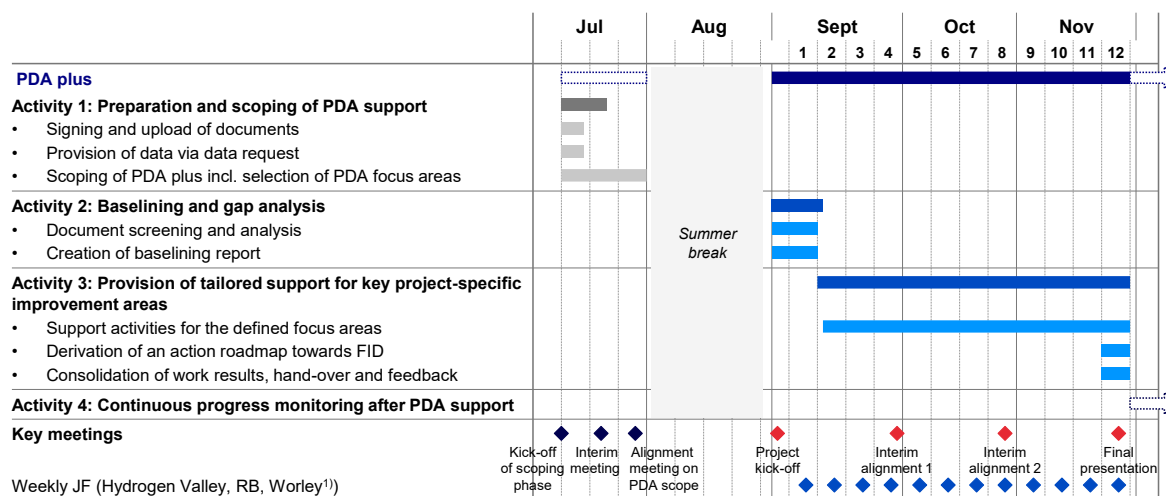 Jul Aug Sept Oct Nov
1 2 3 4 5 6 7 8 9 10 11 12
PDA plus
Activity 1: Preparation and scoping of PDA support
• Signing and upload of documents
• Provision of data via data request
• Scoping of PDA plus incl. selection of PDA focus areas
Activity 2: Baselining and gap analysis
• Document screening and analysis
• Creation of baselining report
Summer
break
Activity 3: Provision of tailored support for key project-specific
improvement areas
• Support activities for the defined focus areas
• Derivation of an action roadmap towards FID
• Consolidation of work results, hand-over and feedback
Activity 4: Continuous progress monitoring after PDA support
Key meetings
Kick-off
of scoping
phase
Interim
meeting
Alignment
meeting on
PDA scope
Project
kick-off
Interim
alignment 1
Interim
alignment 2
Final
presentation
Weekly JF (Hydrogen Valley, RB, Worley¹⁾)